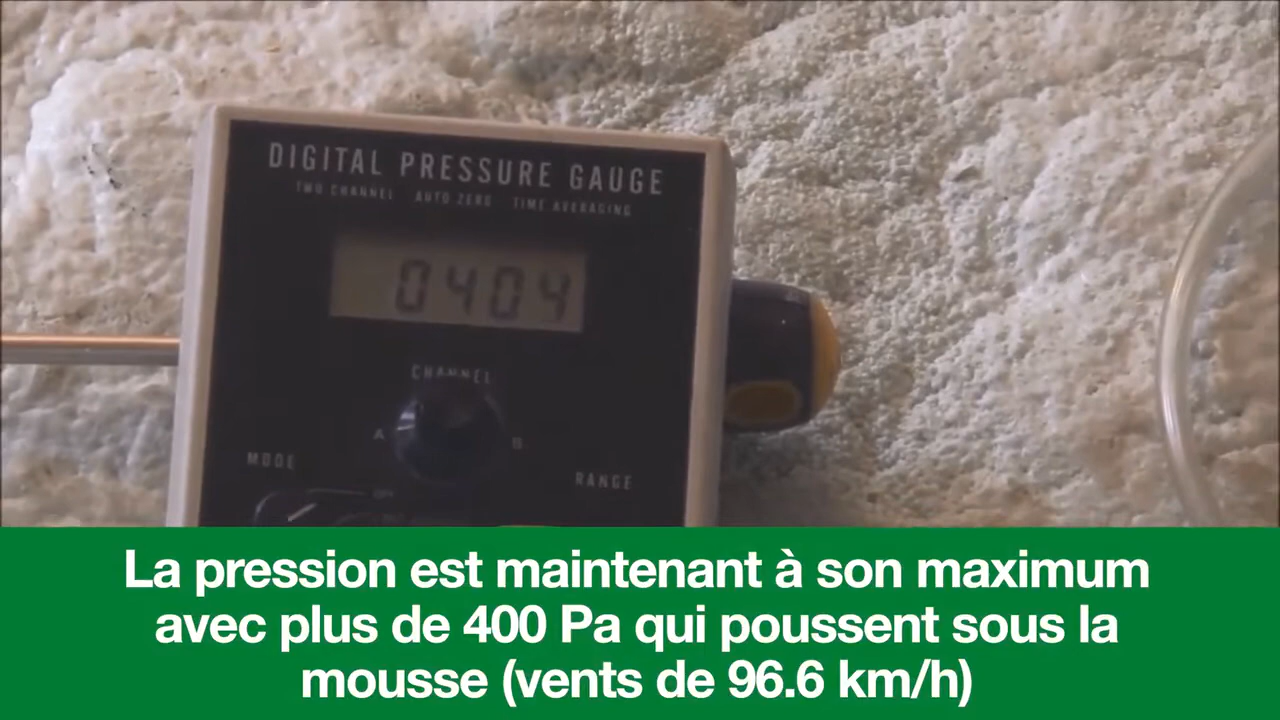 DIGITAL PRESSURE GAUGE
TWO CHANNEL AUTO ZERO TIME AVERAGING
0404
CHANNEL
A B
MODE RANGE
La pression est maintenant à son maximum
avec plus de 400 Pa qui poussent sous la
mousse (vents de 96.6 km/h)